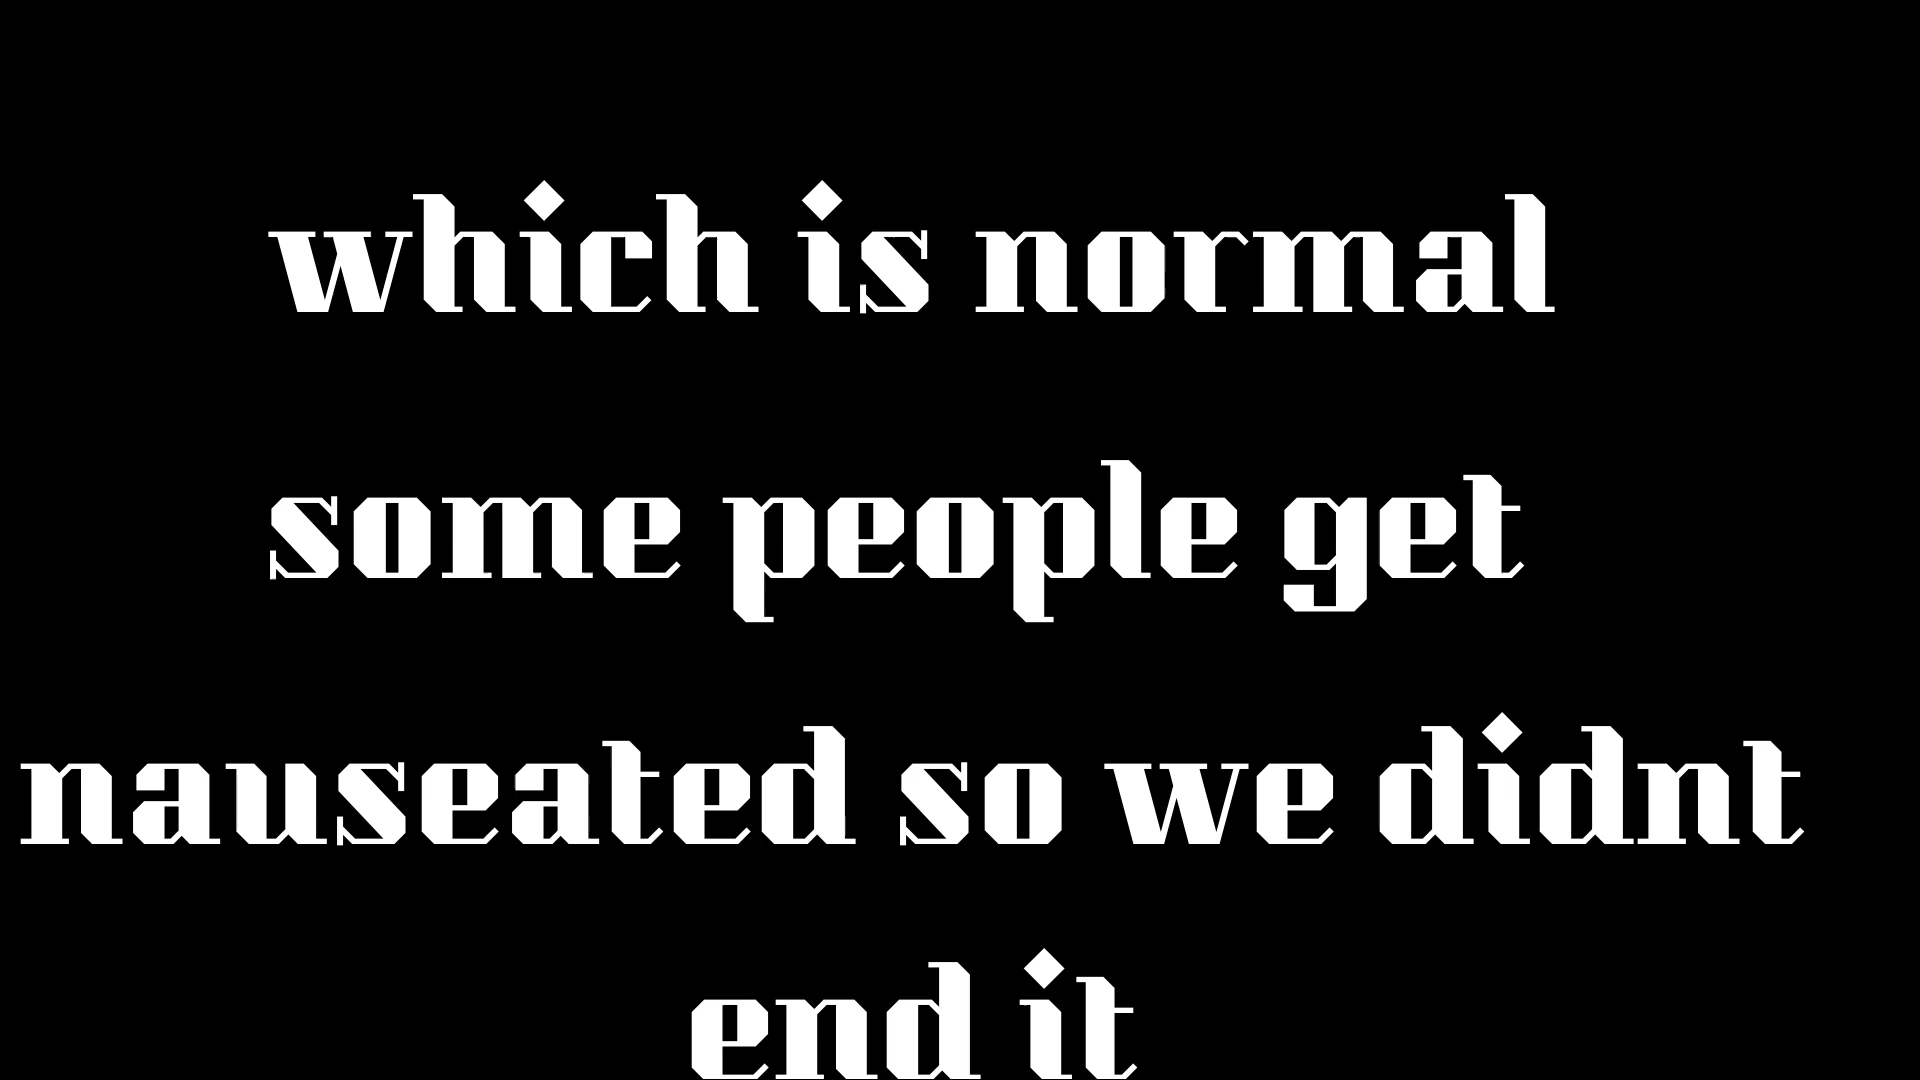 which is normal
some people get
nauseated so we didnt
end it